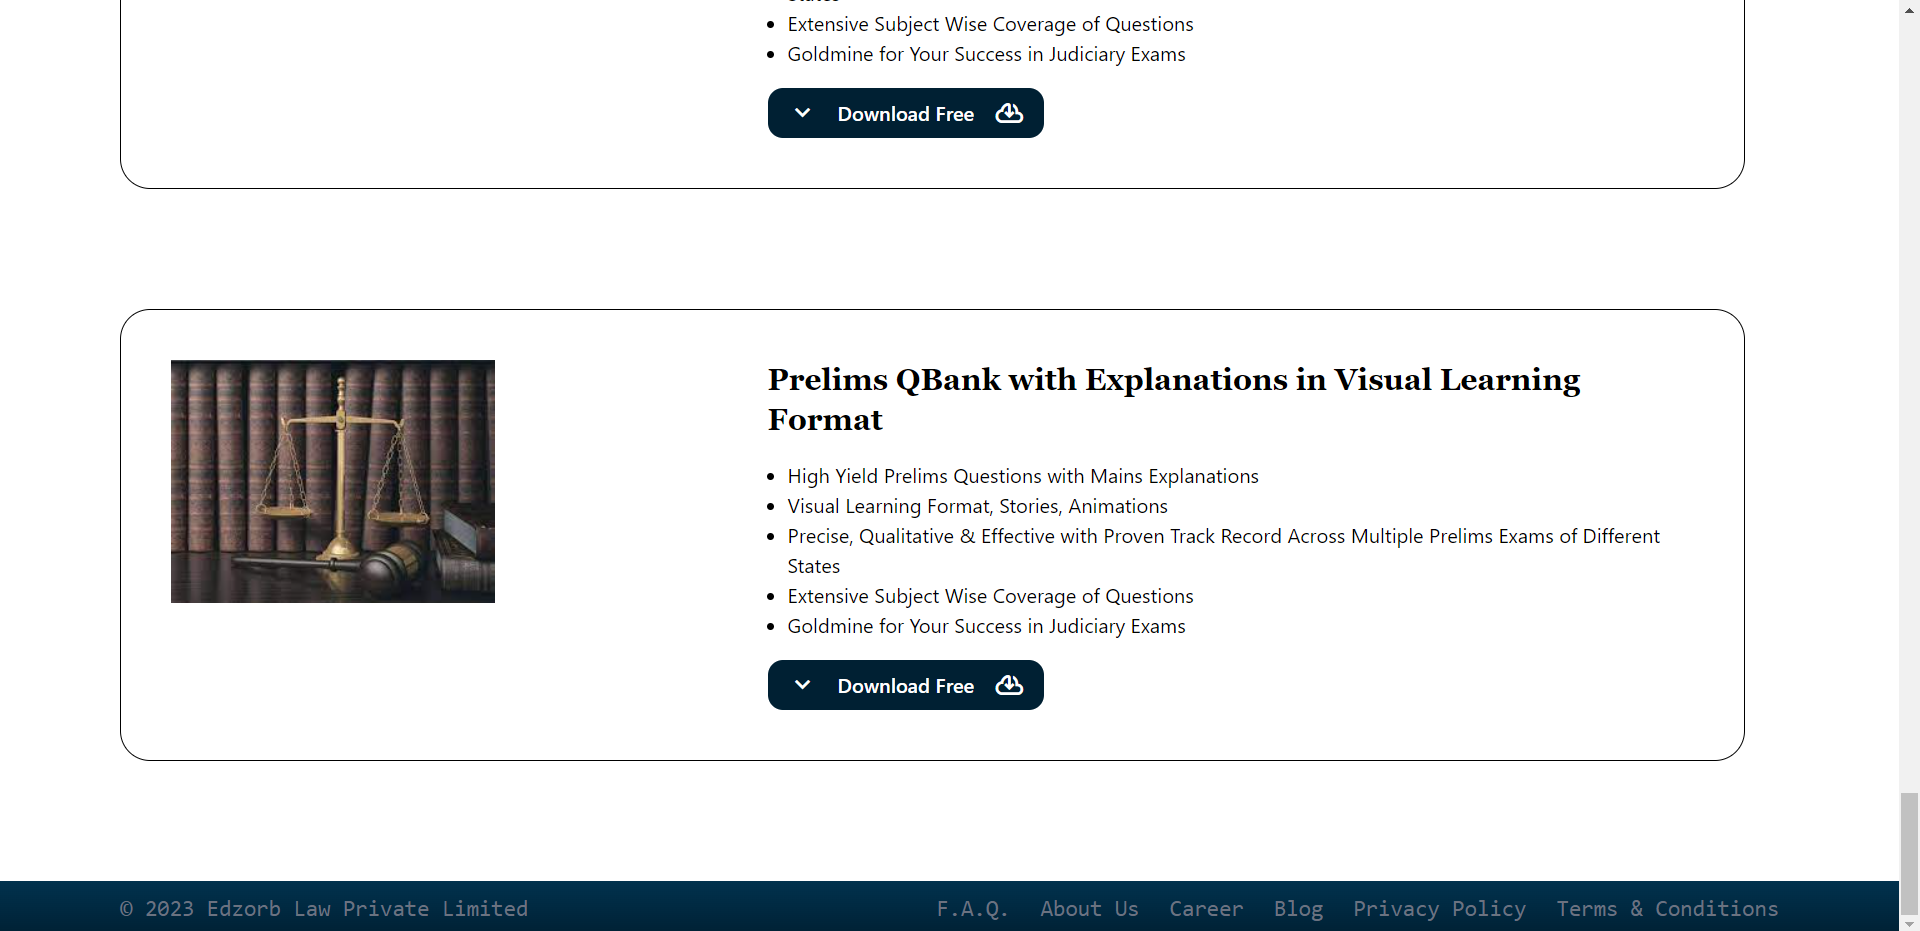 Extensive Subject Wise Coverage of Questions
Goldmine for Your Success in Judiciary Exams
Download Free
Prelims QBank with Explanations in Visual Learning
Format
High Yield Prelims Questions with Mains Explanations
Visual Learning Format, Stories, Animations
Precise, Qualitative & Effective with Proven Track Record Across Multiple Prelims Exams of Different
States
Extensive Subject Wise Coverage of Questions
Goldmine for Your Success in Judiciary Exams
Download Free
© 2023 Edzorb Law Private Limited
F.A.Q. About Us Career Blog Privacy Policy Terms & Conditions